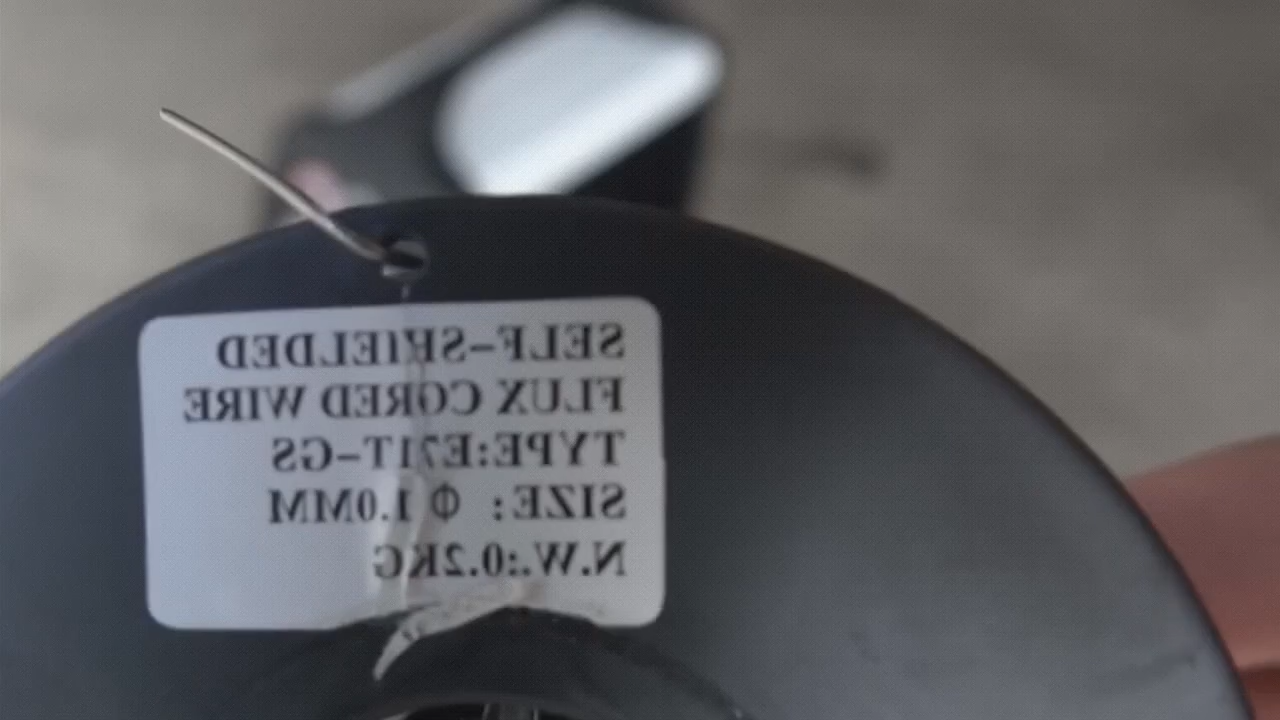 SELF-SHIELDED
FLUX CORED WIRE
TYPE:E71T-GS
SIZE: Φ 1.0MM
N.W.:0.2KG